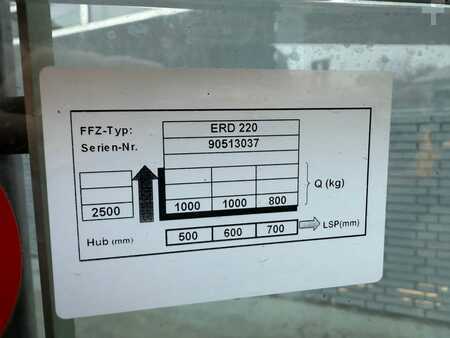 FFZ-Typ: ERD 220
Serien-Nr. 90513037
Q (kg)
2500 1000 1000 800
Hub (mm) 500 600 700 LSP(mm)